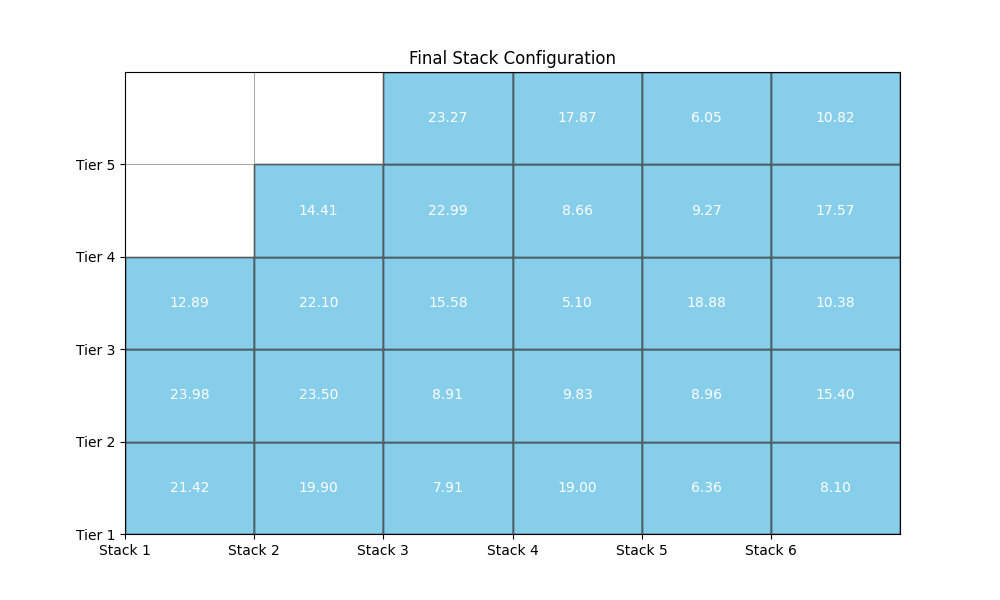 Final Stack Configuration
23.27 17.87 6.05 10.82
Tier 5
14.41 22.99 8.66 9.27 17.57
Tier 4
12.89 22.10 15.58 5.10 18.88 10.38
Tier 3
23.98 23.50 8.91 9.83 8.96 15.40
Tier 2
21.42 19.90 7.91 19.00 6.36 8.10
Tier 1
Stack 1 Stack 2 Stack 3 Stack 4 Stack 5 Stack 6